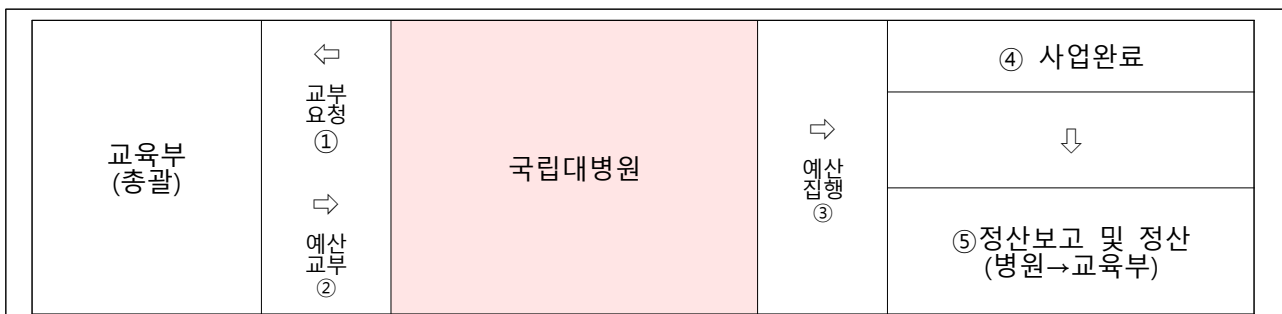 교육부
(총괄)
⇦
교부
요청
①
⇨
예산
교부
②
국립대병원
⇨
예산
집행
③
④ 사업완료
⇩
⑤정산보고 및 정산
(병원→교육부)